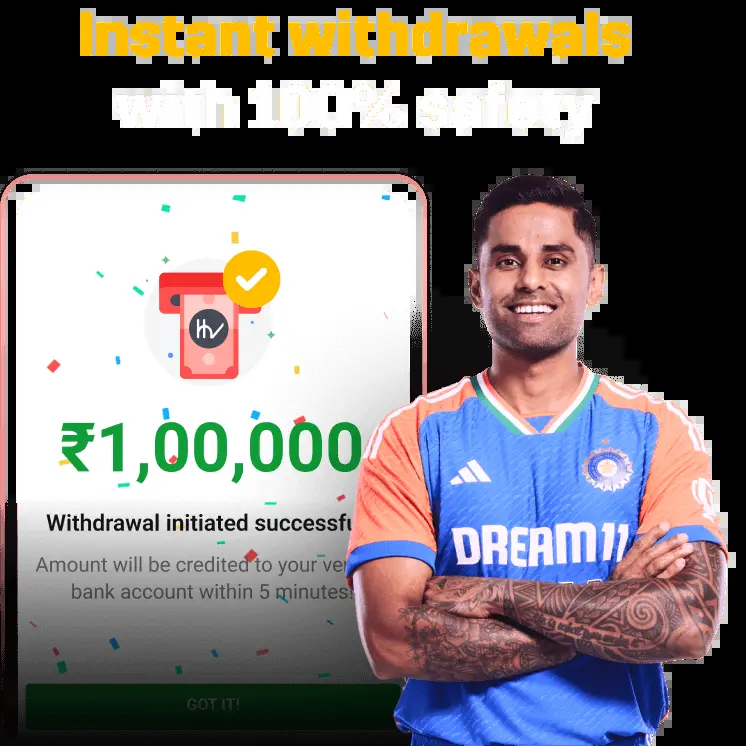 Instant withdrawals
with 100% safety
₹1,00,000
Withdrawal initiated successfu
Amount will be credited to your ver
bank account within 5 minutes!
DREAM11
GOT IT!